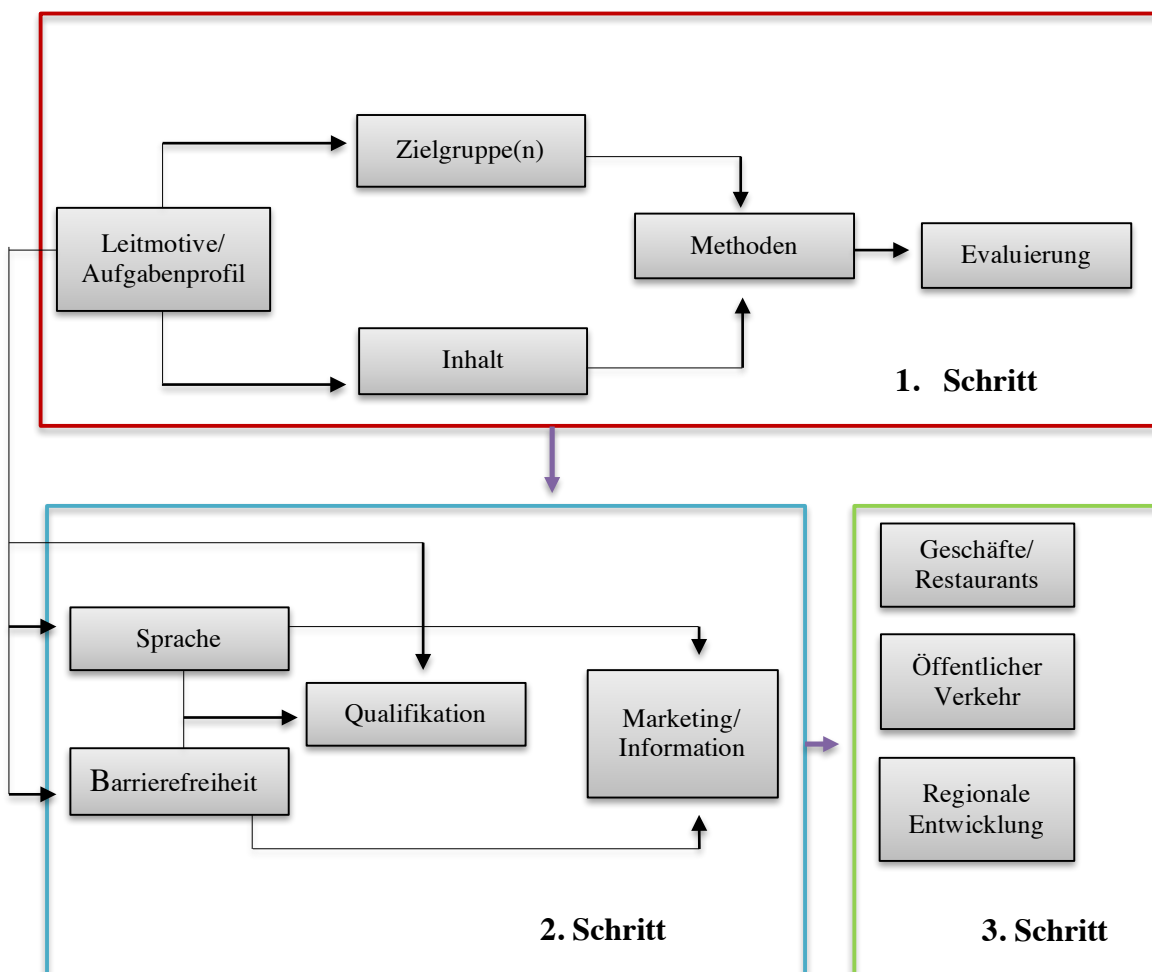 Zielgruppe(n)
Leitmotive/
Aufgabenprofil
Methoden
Evaluierung
Inhalt
1. Schritt
Sprache
Qualifikation
Barrierefreiheit
Marketing/
Information
2. Schritt
Geschäfte/
Restaurants
Öffentlicher
Verkehr
Regionale
Entwicklung
3. Schritt